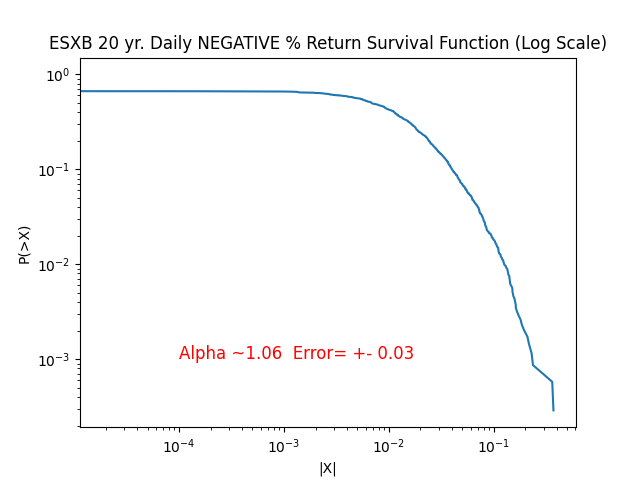 ESXB 20 yr. Daily NEGATIVE % Return Survival Function (Log Scale)
10⁰
10⁻¹
10⁻²
10⁻³
P(>X)
Alpha ~1.06  Error= +- 0.03
10⁻⁴ 10⁻³ 10⁻² 10⁻¹
|X|